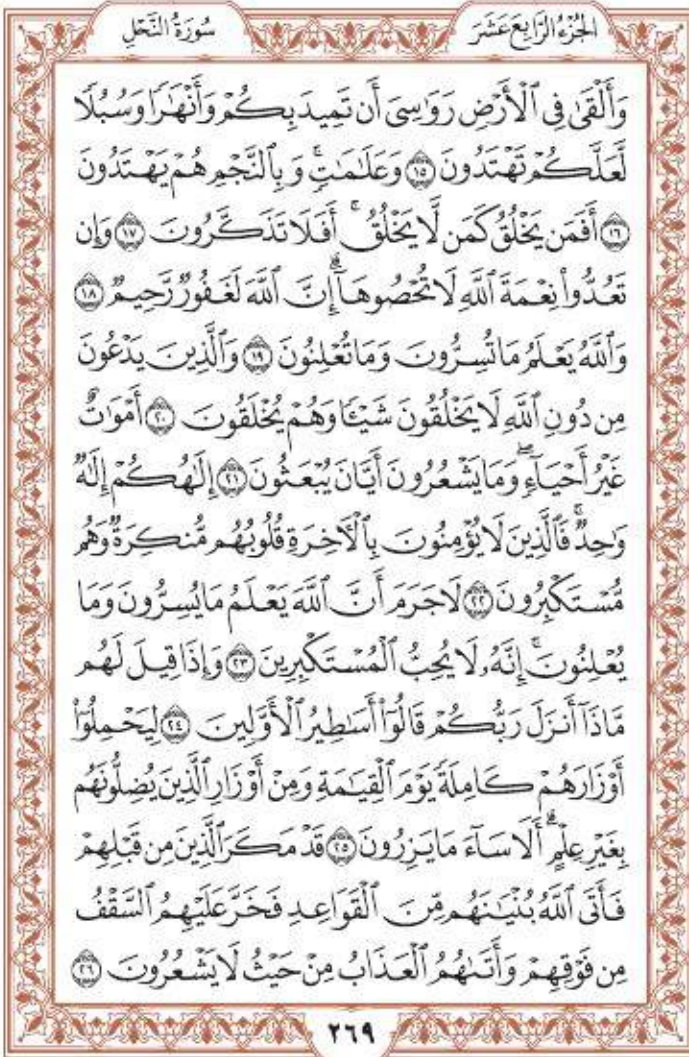 سُورَةُ النَّحْلِ
الجُزْءُ الرَّابِعَ عَشَرَ
وَأَلْقَىٰ فِي ٱلْأَرْضِ رَوَٰسِيَ أَن تَمِيدَ بِكُمْ وَأَنْهَٰرًا وَسُبُلًا
لَّعَلَّكُمْ تَهْتَدُونَ ١٥ وَعَلَٰمَٰتٍۚ وَبِٱلنَّجْمِ هُمْ يَهْتَدُونَ
١٦ أَفَمَن يَخْلُقُ كَمَن لَّا يَخْلُقُۚ أَفَلَا تَذَكَّرُونَ ١٧ وَإِن
تَعُدُّوا۟ نِعْمَةَ ٱللَّهِ لَا تُحْصُوهَآۗ إِنَّ ٱللَّهَ لَغَفُورٌ رَّحِيمٌ ١٨
وَٱللَّهُ يَعْلَمُ مَا تُسِرُّونَ وَمَا تُعْلِنُونَ ١٩ وَٱلَّذِينَ يَدْعُونَ
مِن دُونِ ٱللَّهِ لَا يَخْلُقُونَ شَيْـًٔا وَهُمْ يُخْلَقُونَ ٢٠ أَمْوَٰتٌ
غَيْرُ أَحْيَآءٍۖ وَمَا يَشْعُرُونَ أَيَّانَ يُبْعَثُونَ ٢١ إِلَٰهُكُمْ إِلَٰهٌ
وَٰحِدٌۚ فَٱلَّذِينَ لَا يُؤْمِنُونَ بِٱلْأَخِرَةِ قُلُوبُهُم مُّنكِرَةٌ وَهُم
مُّسْتَكْبِرُونَ ٢٢ لَا جَرَمَ أَنَّ ٱللَّهَ يَعْلَمُ مَا يُسِرُّونَ وَمَا
يُعْلِنُونَۚ إِنَّهُۥ لَا يُحِبُّ ٱلْمُسْتَكْبِرِينَ ٢٣ وَإِذَا قِيلَ لَهُم
مَّاذَآ أَنزَلَ رَبُّكُمْ قَالُوٓا۟ أَسَٰطِيرُ ٱلْأَوَّلِينَ ٢٤ لِيَحْمِلُوٓا۟
أَوْزَارَهُمْ كَامِلَةً يَوْمَ ٱلْقِيَٰمَةِ وَمِنْ أَوْزَارِ ٱلَّذِينَ يُضِلُّونَهُم
بِغَيْرِ عِلْمٍۗ أَلَا سَآءَ مَا يَزِرُونَ ٢٥ قَدْ مَكَرَ ٱلَّذِينَ مِن قَبْلِهِمْ
فَأَتَى ٱللَّهُ بُنْيَٰنَهُم مِّنَ ٱلْقَوَاعِدِ فَخَرَّ عَلَيْهِمُ ٱلسَّقْفُ
مِن فَوْقِهِمْ وَأَتَىٰهُمُ ٱلْعَذَابُ مِنْ حَيْثُ لَا يَشْعُرُونَ ٢٦
٢٦٩